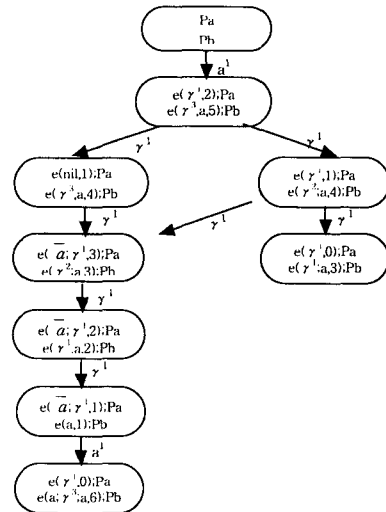 Pa
Pb
a¹
e(γ¹,2);Pa
e(γ³,a,5);Pb
γ¹
γ¹
e(nil,1);Pa
e(γ³,a,4);Pb
e(γ¹,1);Pa
e(γ²;a,4);Pb
γ¹
γ¹
γ¹
e(a̅;γ¹,3);Pa
e(γ²;a,3);Pb
e(γ¹,0);Pa
e(γ¹;a,3);Pb
γ¹
e(a̅;γ¹,2);Pa
e(γ¹,a,2);Pb
γ¹
e(a̅;γ¹,1);Pa
e(a,1);Pb
a¹
e(γ¹,0);Pa
e(a;γ³;a,6);Pb